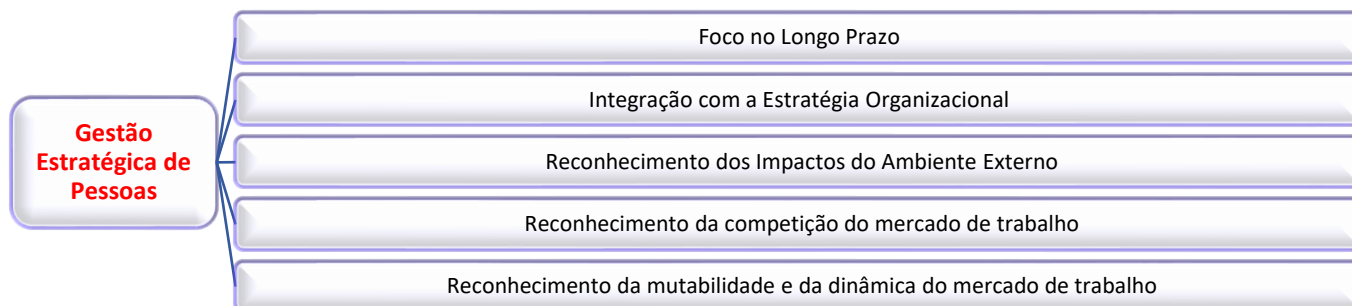 Gestão
Estratégica de
Pessoas
Foco no Longo Prazo
Integração com a Estratégia Organizacional
Reconhecimento dos Impactos do Ambiente Externo
Reconhecimento da competição do mercado de trabalho
Reconhecimento da mutabilidade e da dinâmica do mercado de trabalho